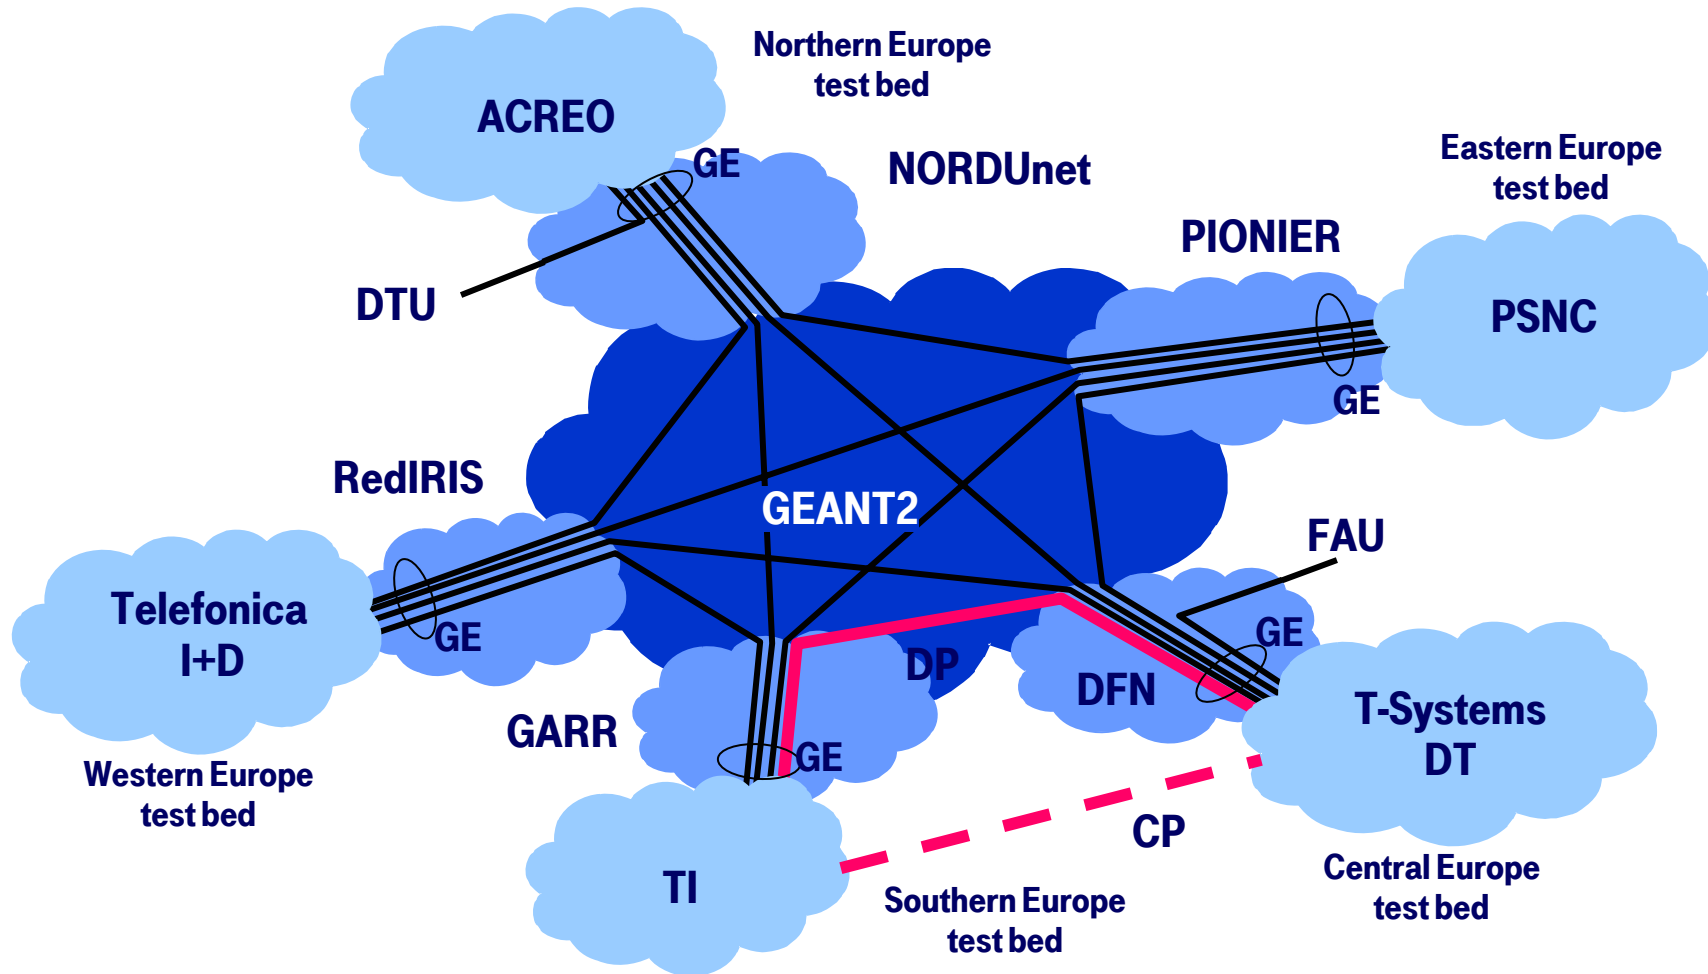 Northern Europe
test bed
ACREO
GE
NORDUnet
Eastern Europe
test bed
PIONIER
DTU
PSNC
GE
RedIRIS
GEANT2
FAU
Telefonica
I+D
GE
GE
DP
DFN
T-Systems
DT
GARR
GE
Western Europe
test bed
CP
TI
Southern Europe
test bed
Central Europe
test bed